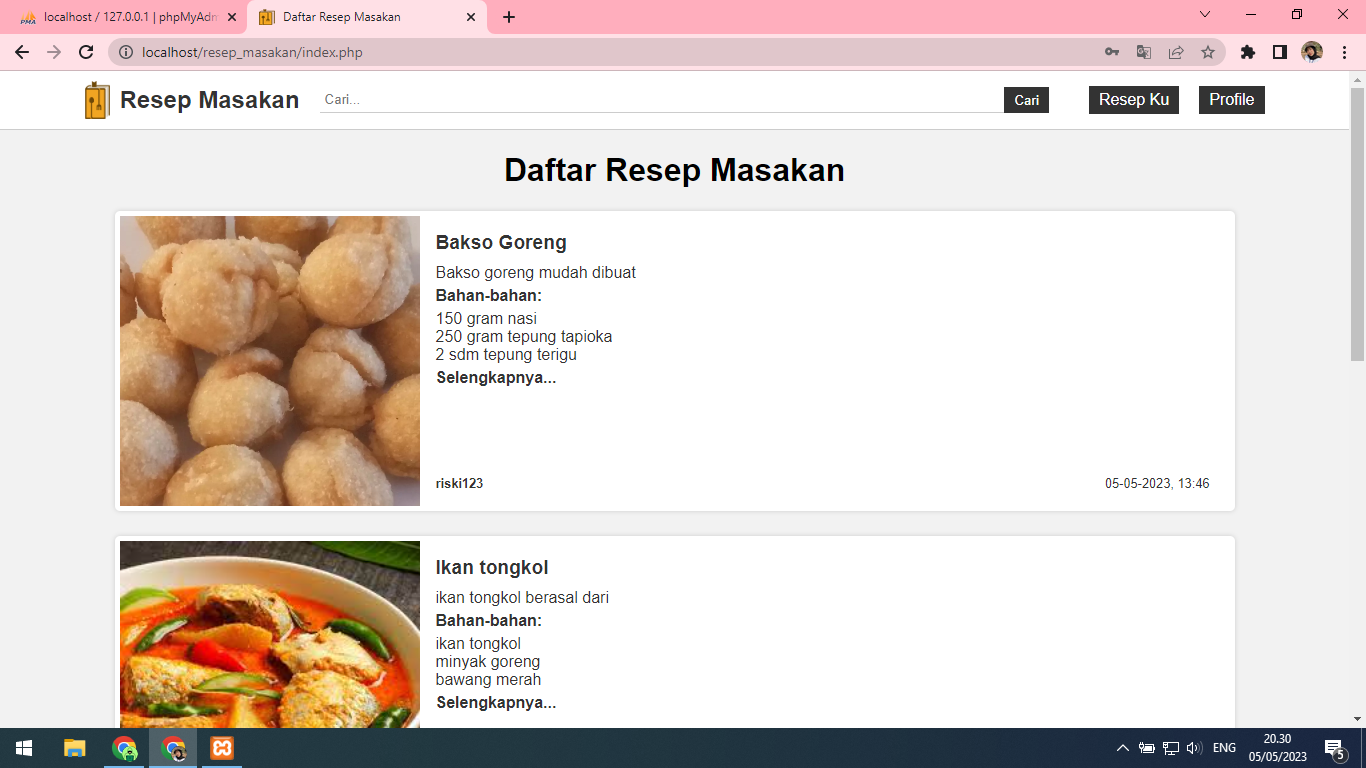 PMA
localhost / 127.0.0.1 | phpMyAdm
Daftar Resep Masakan
localhost/resep_masakan/index.php
Resep Masakan
Cari...
Cari
Resep Ku
Profile
Daftar Resep Masakan
Bakso Goreng
Bakso goreng mudah dibuat
Bahan-bahan:
150 gram nasi
250 gram tepung tapioka
2 sdm tepung terigu
Selengkapnya...
riski123
05-05-2023, 13:46
Ikan tongkol
ikan tongkol berasal dari
Bahan-bahan:
ikan tongkol
minyak goreng
bawang merah
Selengkapnya...
ENG
20.30
05/05/2023
5